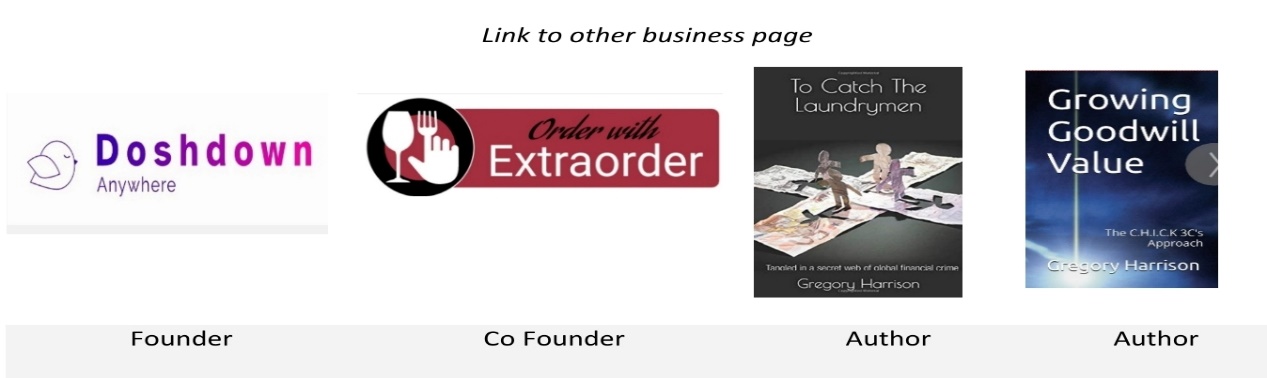 Link to other business page
Doshdown
Anywhere
Order with
Extraorder
To Catch The
Laundrymen
Tangled in a secret web of global financial crime
Gregory Harrison
Growing
Goodwill
Value
The C.H.I.C.K 3C's
Approach
Gregory Harrison
Founder
Co Founder
Author
Author